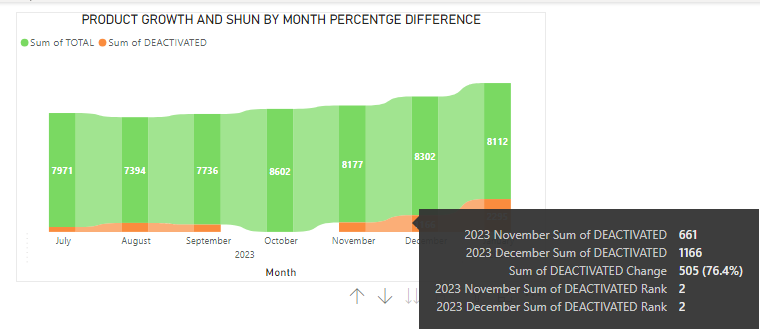 PRODUCT GROWTH AND SHUN BY MONTH PERCENTGE DIFFERENCE
Sum of TOTAL Sum of DEACTIVATED
7971 7394 7736 8602 8177 8302 8112
July August September October November
2023
Month
2023 November Sum of DEACTIVATED 661
2023 December Sum of DEACTIVATED 1166
Sum of DEACTIVATED Change 505 (76.4%)
2023 November Sum of DEACTIVATED Rank 2
2023 December Sum of DEACTIVATED Rank 2